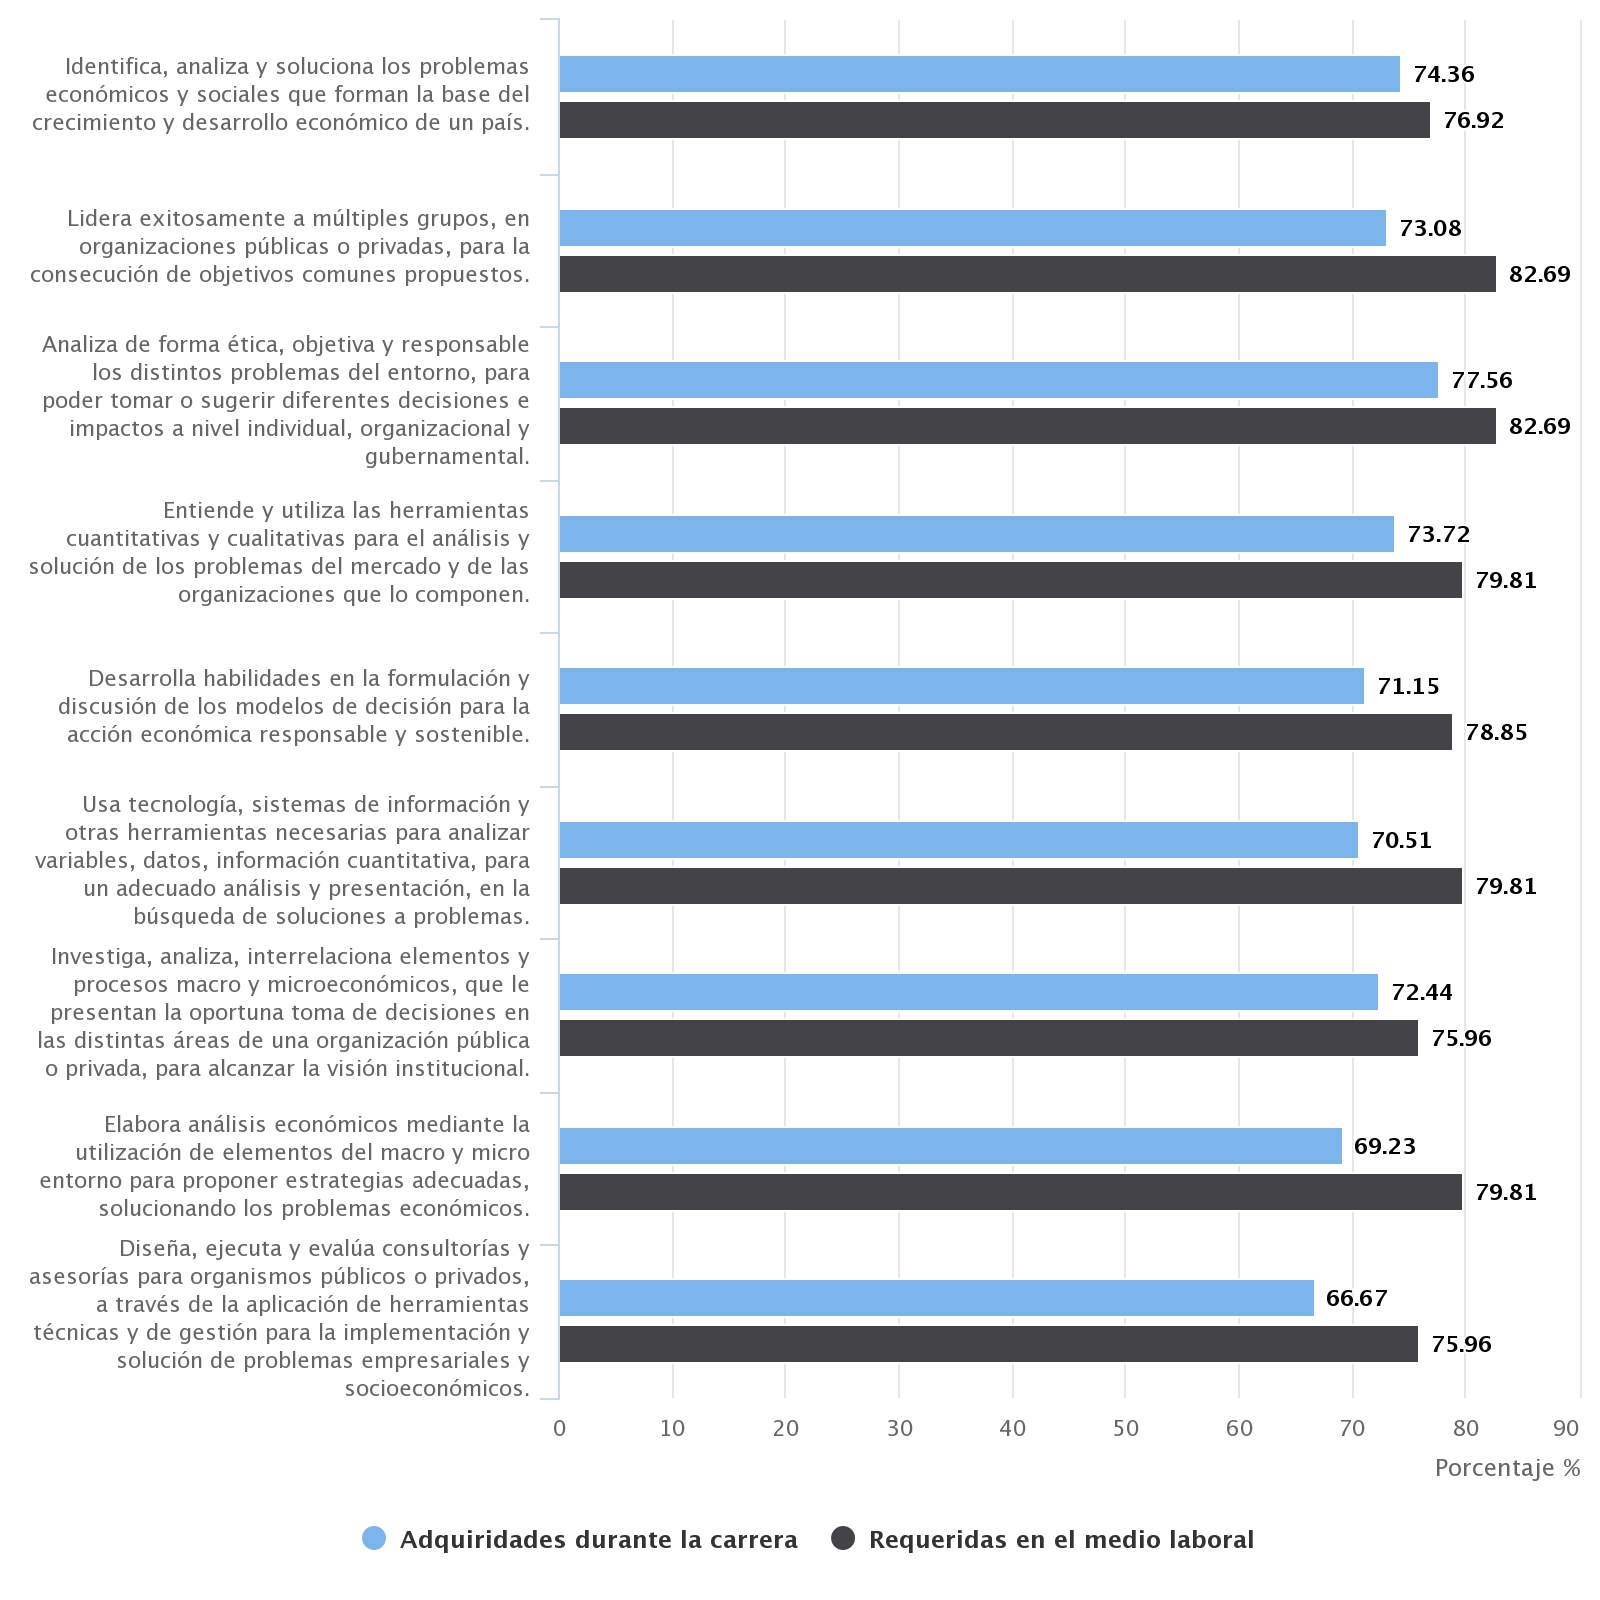 Identifica, analiza y soluciona los problemas
económicos y sociales que forman la base del
crecimiento y desarrollo económico de un país.
74.36
76.92
Lidera exitosamente a múltiples grupos, en
organizaciones públicas o privadas, para la
consecución de objetivos comunes propuestos.
73.08
82.69
Analiza de forma ética, objetiva y responsable
los distintos problemas del entorno, para
poder tomar o sugerir diferentes decisiones e
impactos a nivel individual, organizacional y
gubernamental.
77.56
82.69
Entiende y utiliza las herramientas
cuantitativas y cualitativas para el análisis y
solución de los problemas del mercado y de las
organizaciones que lo componen.
73.72
79.81
Desarrolla habilidades en la formulación y
discusión de los modelos de decisión para la
acción económica responsable y sostenible.
71.15
78.85
Usa tecnología, sistemas de información y
otras herramientas necesarias para analizar
variables, datos, información cuantitativa, para
un adecuado análisis y presentación, en la
búsqueda de soluciones a problemas.
70.51
79.81
Investiga, analiza, interrelaciona elementos y
procesos macro y microeconómicos, que le
presentan la oportuna toma de decisiones en
las distintas áreas de una organización pública
o privada, para alcanzar la visión institucional.
72.44
75.96
Elabora análisis económicos mediante la
utilización de elementos del macro y micro
entorno para proponer estrategias adecuadas,
solucionando los problemas económicos.
69.23
79.81
Diseña, ejecuta y evalúa consultorías y
asesorías para organismos públicos o privados,
a través de la aplicación de herramientas
técnicas y de gestión para la implementación y
solución de problemas empresariales y
socioeconómicos.
66.67
75.96
0 10 20 30 40 50 60 70 80 90
Porcentaje %
Adquiridades durante la carrera
Requeridas en el medio laboral